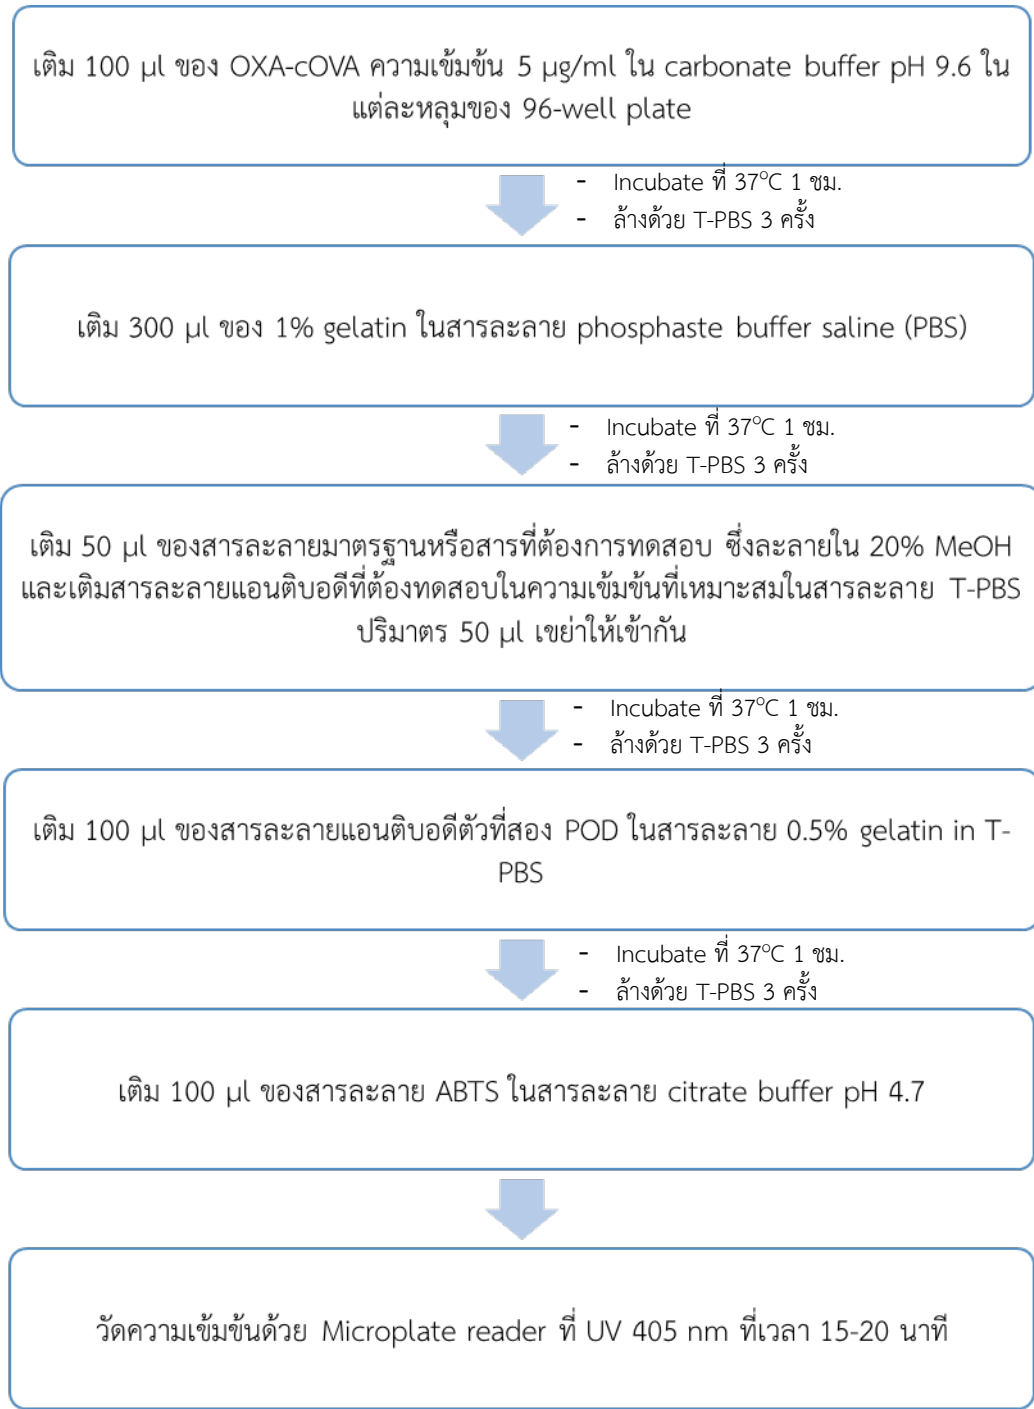 เติม 100 µl ของ OXA-cOVA ความเข้มข้น 5 µg/ml ใน carbonate buffer pH 9.6 ใน
แต่ละหลุมของ 96-well plate
- Incubate ที่ 37°C 1 ชม.
- ล้างด้วย T-PBS 3 ครั้ง
เติม 300 µl ของ 1% gelatin ในสารละลาย phosphaste buffer saline (PBS)
- Incubate ที่ 37°C 1 ชม.
- ล้างด้วย T-PBS 3 ครั้ง
เติม 50 µl ของสารละลายมาตรฐานหรือสารที่ต้องการทดสอบ ซึ่งละลายใน 20% MeOH
และเติมสารละลายแอนติบอดีที่ต้องทดสอบในความเข้มข้นที่เหมาะสมในสารละลาย T-PBS
ปริมาตร 50 µl เขย่าให้เข้ากัน
- Incubate ที่ 37°C 1 ชม.
- ล้างด้วย T-PBS 3 ครั้ง
เติม 100 µl ของสารละลายแอนติบอดีตัวที่สอง POD ในสารละลาย 0.5% gelatin in T-
PBS
- Incubate ที่ 37°C 1 ชม.
- ล้างด้วย T-PBS 3 ครั้ง
เติม 100 µl ของสารละลาย ABTS ในสารละลาย citrate buffer pH 4.7
วัดความเข้มข้นด้วย Microplate reader ที่ UV 405 nm ที่เวลา 15-20 นาที